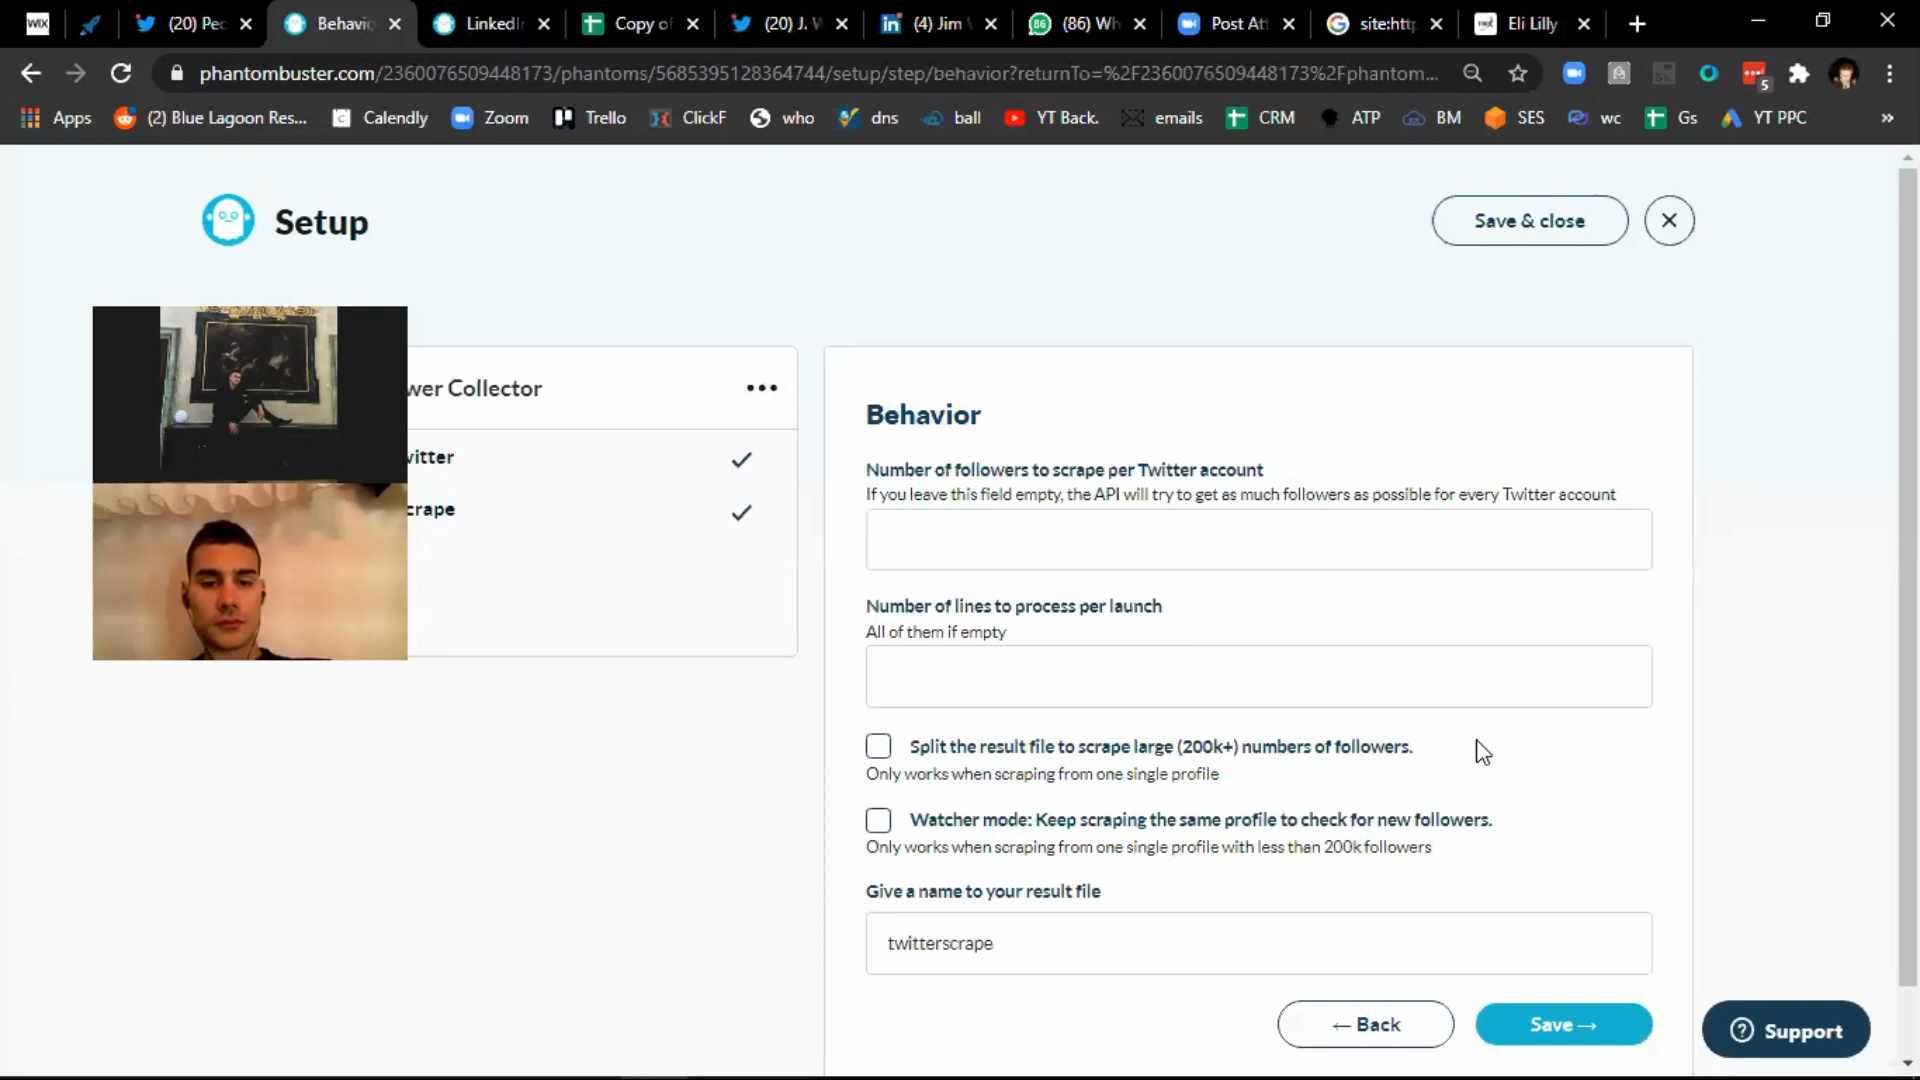 WIX
(20) Pe
Behavio
LinkedIn
Copy of
(20) J. W
(4) Jim W
86
(86) Wh
Post Att
site:http
Eli Lilly
phantombuster.com/2360076509448173/phantoms/5685395128364744/setup/step/behavior?returnTo=%2F2360076509448173%2Fphantom...
5
Apps
(2) Blue Lagoon Res...
Calendly
Zoom
Trello
ClickF
who
dns
ball
YT Back.
emails
CRM
ATP
BM
SES
wc
Gs
YT PPC
»
Setup
Save & close
wer Collector
witter
crape
Behavior
Number of followers to scrape per Twitter account
If you leave this field empty, the API will try to get as much followers as possible for every Twitter account
Number of lines to process per launch
All of them if empty
Split the result file to scrape large (200k+) numbers of followers.
Only works when scraping from one single profile
Watcher mode: Keep scraping the same profile to check for new followers.
Only works when scraping from one single profile with less than 200k followers
Give a name to your result file
twitterscrape
← Back
Save →
Support